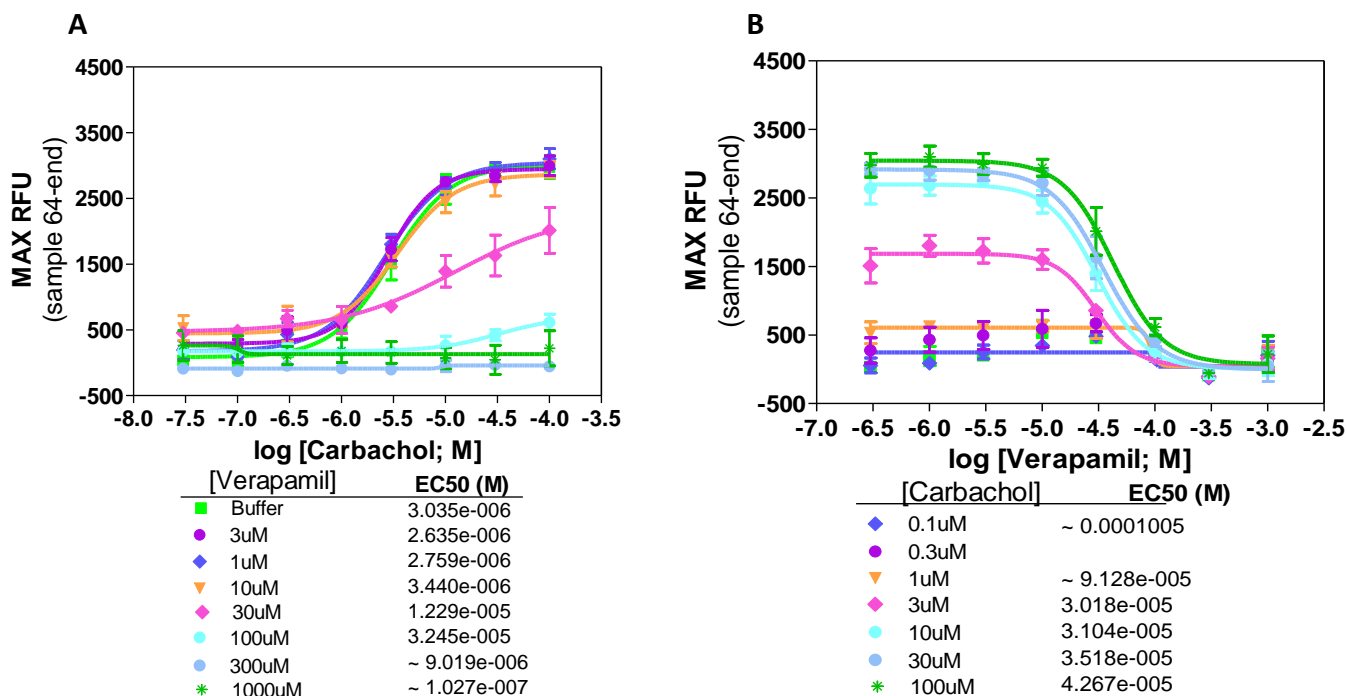 A
4500
3500
2500
1500
500
-500
MAX RFU
(sample 64-end)
-8.0 -7.5 -7.0 -6.5 -6.0 -5.5 -5.0 -4.5 -4.0 -3.5
log [Carbachol; M]
[Verapamil] EC50 (M)
Buffer 3.035e-006
3uM 2.635e-006
1uM 2.759e-006
10uM 3.440e-006
30uM 1.229e-005
100uM 3.245e-005
300uM ~ 9.019e-006
1000uM ~ 1.027e-007
B
4500
3500
2500
1500
500
-500
MAX RFU
(sample 64-end)
-7.0 -6.5 -6.0 -5.5 -5.0 -4.5 -4.0 -3.5 -3.0 -2.5
log [Verapamil; M]
[Carbachol] EC50 (M)
0.1uM ~ 0.0001005
0.3uM
1uM ~ 9.128e-005
3uM 3.018e-005
10uM 3.104e-005
30uM 3.518e-005
100uM 4.267e-005